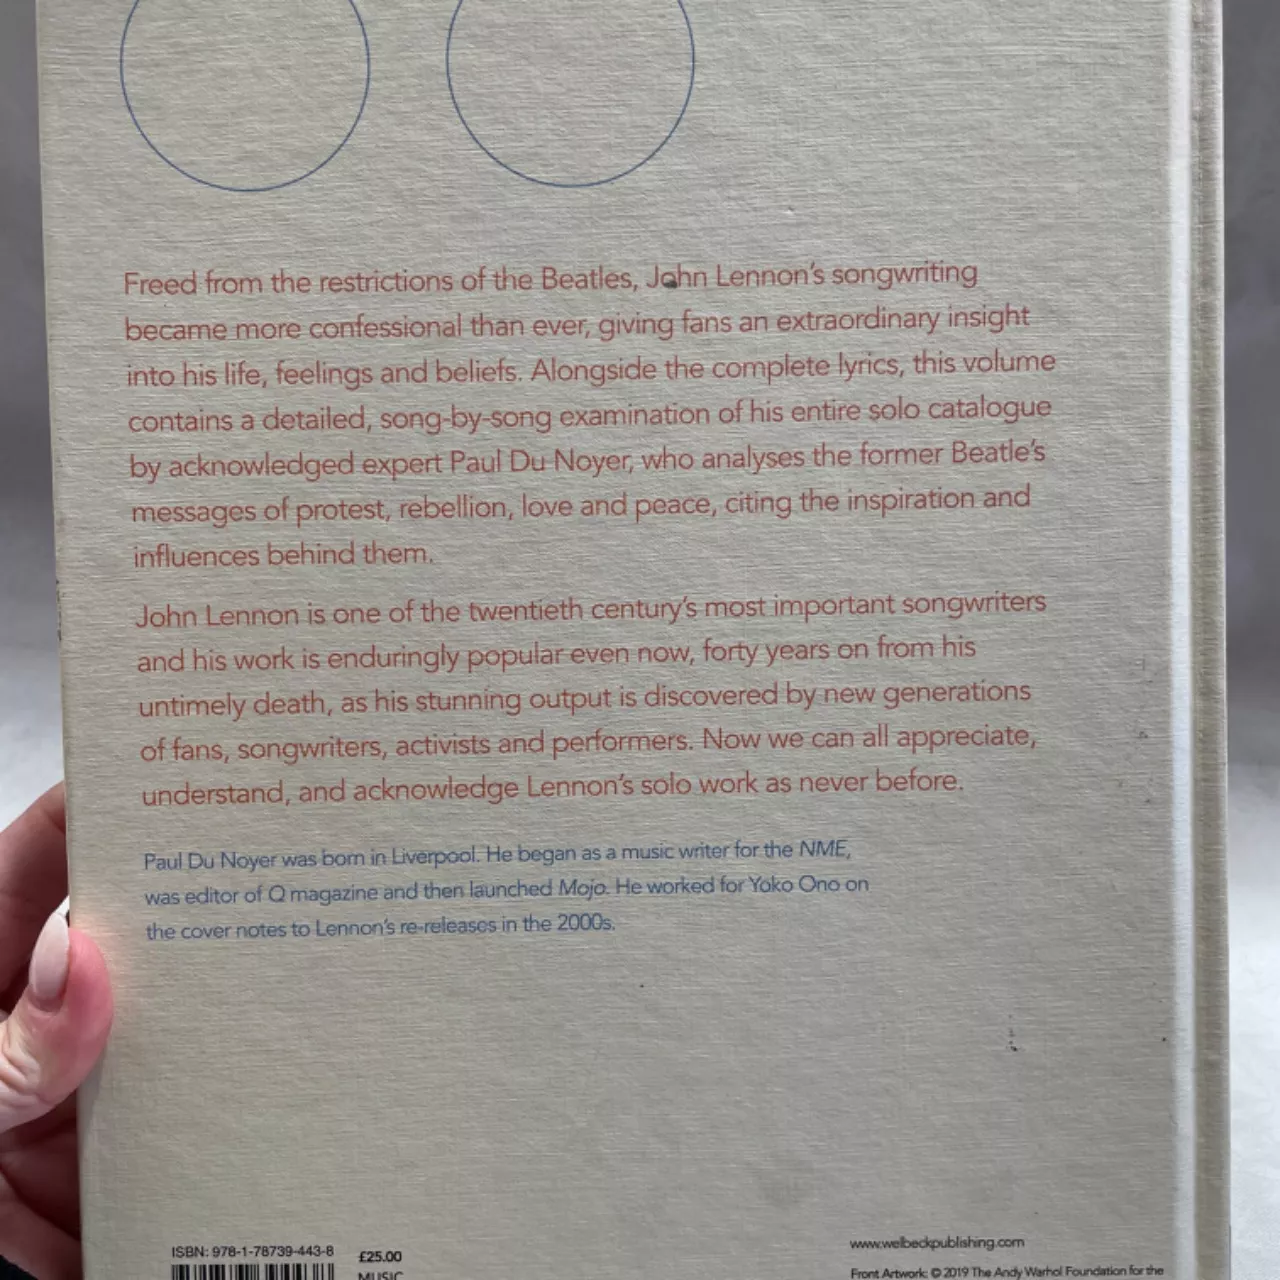 Freed from the restrictions of the Beatles, John Lennon's songwriting
became more confessional than ever, giving fans an extraordinary insight
into his life, feelings and beliefs. Alongside the complete lyrics, this volume
contains a detailed, song-by-song examination of his entire solo catalogue
by acknowledged expert Paul Du Noyer, who analyses the former Beatle's
messages of protest, rebellion, love and peace, citing the inspiration and
influences behind them.
John Lennon is one of the twentieth century's most important songwriters
and his work is enduringly popular even now, forty years on from his
untimely death, as his stunning output is discovered by new generations
of fans, songwriters, activists and performers. Now we can all appreciate,
understand, and acknowledge Lennon's solo work as never before.
Paul Du Noyer was born in Liverpool. He began as a music writer for the NME,
was editor of Q magazine and then launched Mojo. He worked for Yoko Ono on
the cover notes to Lennon's re-releases in the 2000s.
ISBN: 978-1-78739-443-8
£25.00
MUSIC
www.welbeckpublishing.com
Front Artwork: © 2019 The Andy Warhol Foundation for the